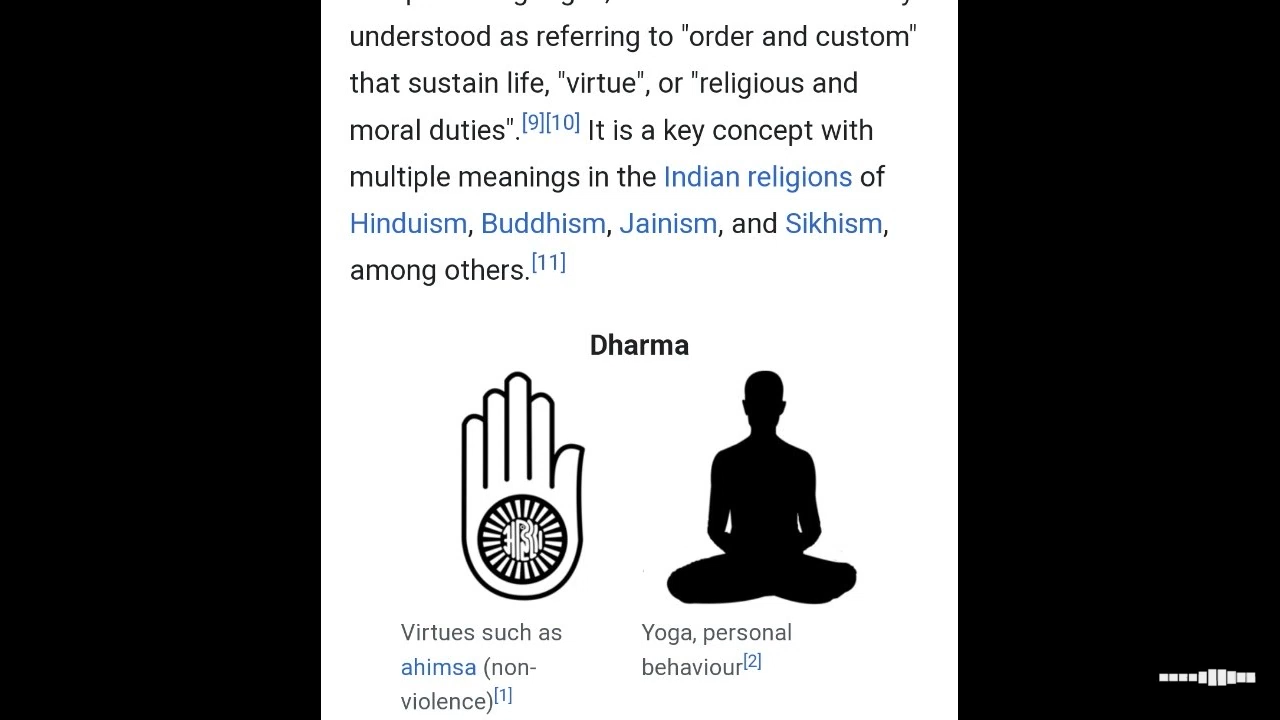 understood as referring to "order and custom"
that sustain life, "virtue", or "religious and
moral duties".[9][10] It is a key concept with
multiple meanings in the Indian religions of
Hinduism, Buddhism, Jainism, and Sikhism,
among others.[11]
Dharma
Virtues such as
ahimsa (non-
violence)[1]
Yoga, personal
behaviour[2]